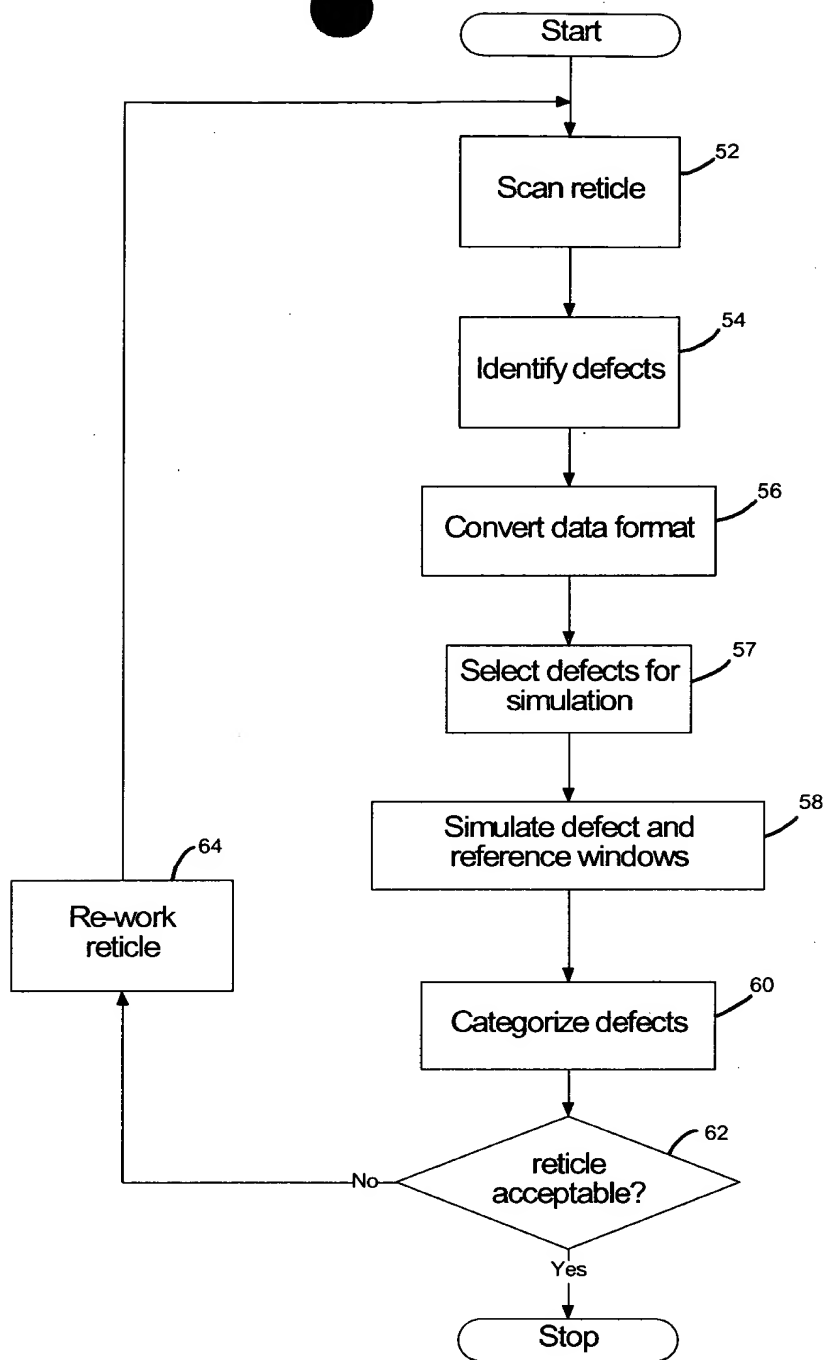 Start
Scan reticle
52
Identify defects
54
Convert data format
56
Select defects for
simulation
57
Simulate defect and
reference windows
58
Re-work
reticle
64
Categorize defects
60
reticle
acceptable?
62
No
Yes
Stop